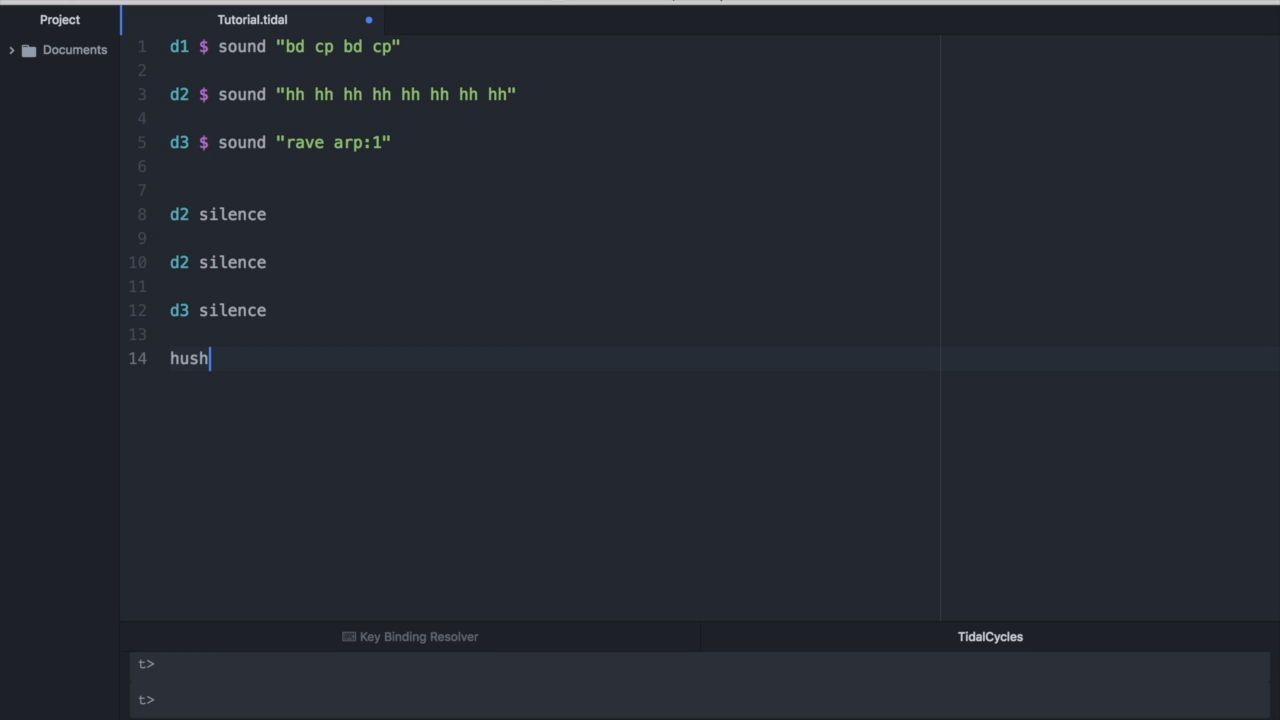 Project
Tutorial.tidal
Documents
1 d1 $ sound "bd cp bd cp"
2
3 d2 $ sound "hh hh hh hh hh hh hh hh"
4
5 d3 $ sound "rave arp:1"
6
7
8 d2 silence
9
10 d2 silence
11
12 d3 silence
13
14 hush
Key Binding Resolver
TidalCycles
t>
t>